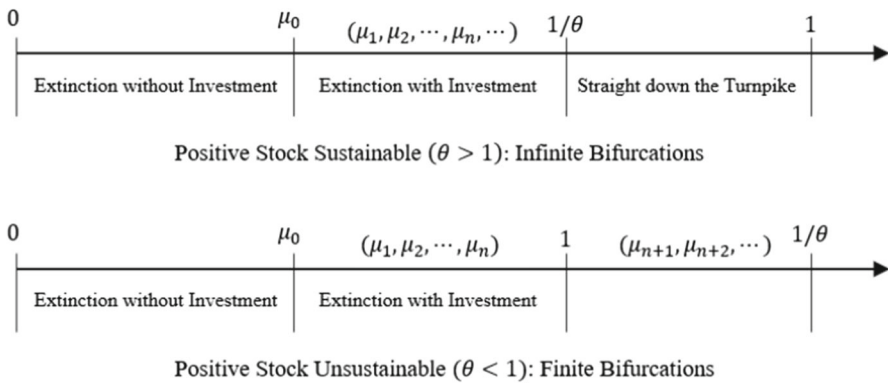 0 μ₀ (μ₁, μ₂, ⋯, μₙ, ⋯) 1/θ 1
Extinction without Investment Extinction with Investment Straight down the Turnpike
Positive Stock Sustainable (θ > 1): Infinite Bifurcations
0 μ₀ (μ₁, μ₂, ⋯, μₙ) 1 (μₙ₊₁, μₙ₊₂, ⋯) 1/θ
Extinction without Investment Extinction with Investment
Positive Stock Unsustainable (θ < 1): Finite Bifurcations